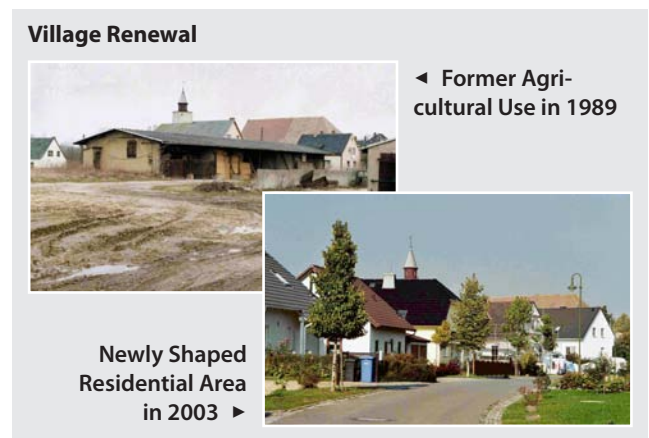 Village Renewal
◄ Former Agri-
cultural Use in 1989
Newly Shaped
Residential Area
in 2003 ►